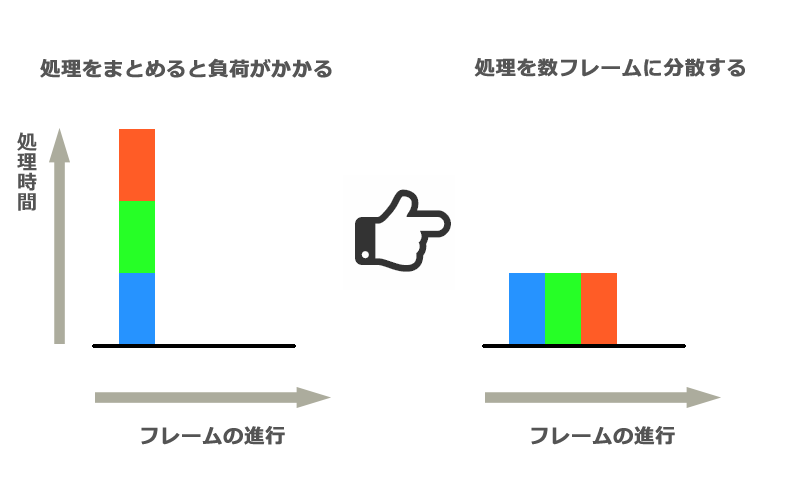 処理をまとめると負荷がかかる
処理を数フレームに分散する
処理時間
フレームの進行
フレームの進行